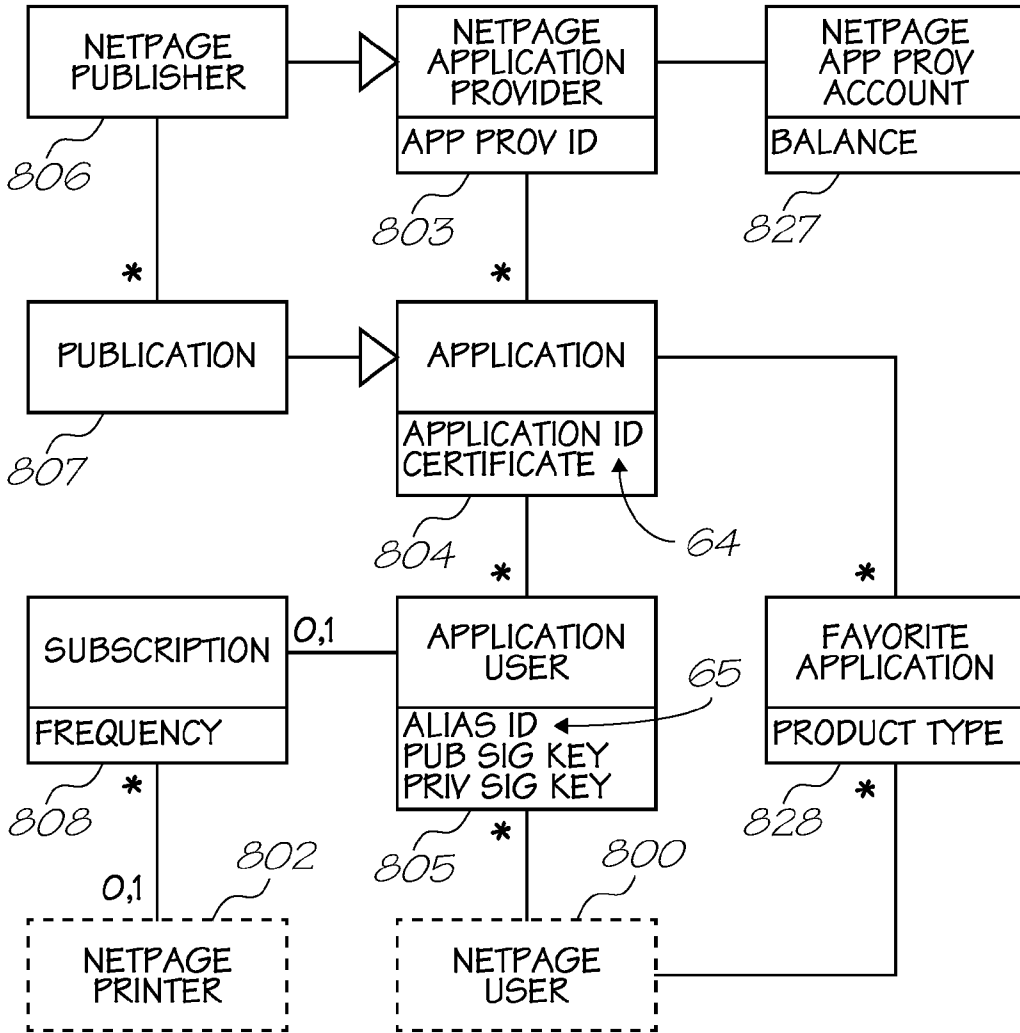 NETPAGE
PUBLISHER
NETPAGE
APPLICATION
PROVIDER
APP PROV ID
NETPAGE
APP PROV
ACCOUNT
BALANCE
806
803
827
*
*
PUBLICATION
APPLICATION
APPLICATION ID
CERTIFICATE
807
804
64
*
*
SUBSCRIPTION
FREQUENCY
0,1
APPLICATION
USER
ALIAS ID
PUB SIG KEY
PRIV SIG KEY
65
FAVORITE
APPLICATION
PRODUCT TYPE
808
*
805
*
828
*
802
800
0,1
NETPAGE
PRINTER
NETPAGE
USER